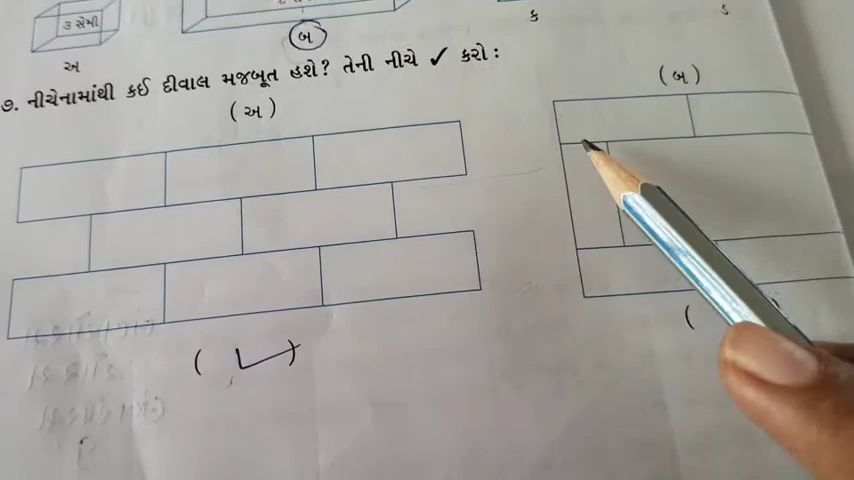 ૩ સેમી
અ
બ
ક
ડ
૭. નીચેનામાંથી કઈ દીવાલ મજબૂત હશે? તેની નીચે ✓ કરો :
( અ )
( બ )
( ✓ )
(